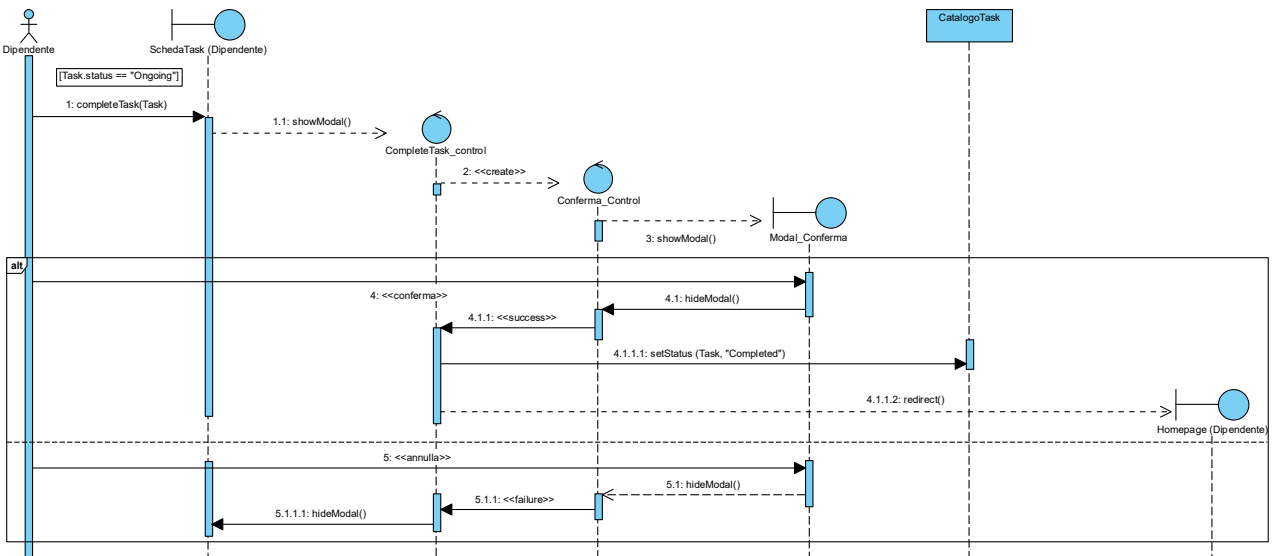 CatalogoTask
Dipendente
SchedaTask (Dipendente)
[Task.status == "Ongoing"]
1: completeTask(Task)
1.1: showModal()
CompleteTask_control
2: <<create>>
Conferma_Control
3: showModal()
Modal_Conferma
alt
4: <<conferma>>
4.1: hideModal()
4.1.1: <<success>>
4.1.1.1: setStatus (Task, "Completed")
4.1.1.2: redirect()
Homepage (Dipendente)
5: <<annulla>>
5.1: hideModal()
5.1.1: <<failure>>
5.1.1.1: hideModal()